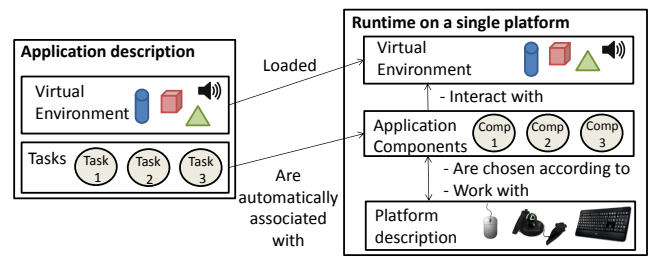 Application description
Virtual
Environment
Tasks
Task
1
Task
2
Task
3
Loaded
Are
automatically
associated
with
Runtime on a single platform
Virtual
Environment
- Interact with
Application
Components
Comp
1
Comp
2
Comp
3
- Are chosen according to
- Work with
Platform
description